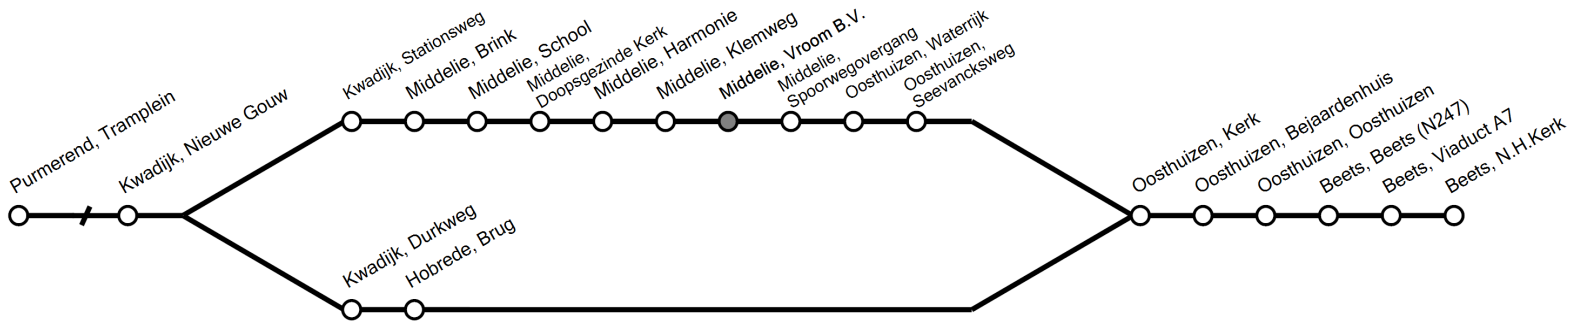 Purmerend, Tramplein
Kwadijk, Nieuwe Gouw
Kwadijk, Stationsweg
Middelie, Brink
Middelie, School
Middelie,
Doopsgezinde Kerk
Middelie, Harmonie
Middelie, Klemweg
Middelie, Vroom B.V.
Middelie,
Spoorwegovergang
Oosthuizen, Waterrijk
Oosthuizen,
Seevancksweg
Kwadijk, Durkweg
Hobrede, Brug
Oosthuizen, Kerk
Oosthuizen, Bejaardenhuis
Oosthuizen, Oosthuizen
Beets, Beets (N247)
Beets, Viaduct A7
Beets, N.H.Kerk